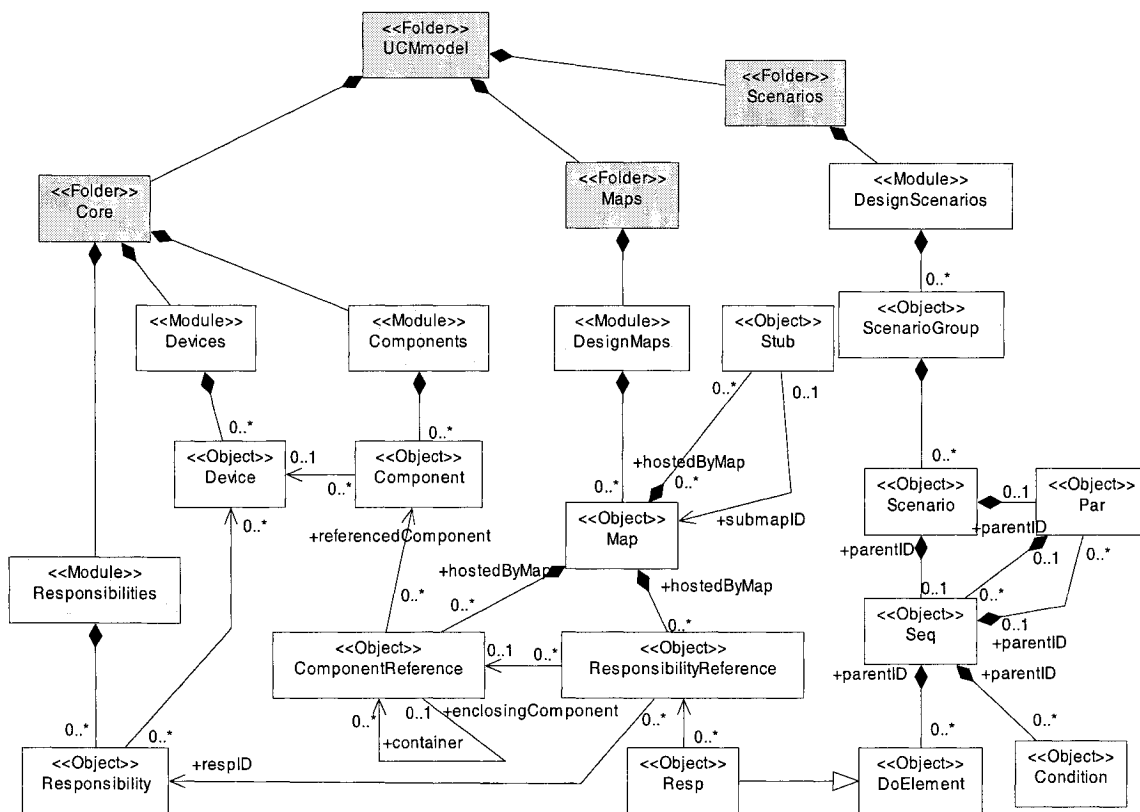 <<Folder>>
UCMmodel
<<Folder>>
Scenarios
<<Folder>>
Core
<<Folder>>
Maps
<<Module>>
DesignScenarios
0..*
<<Module>>
Devices
<<Module>>
Components
<<Module>>
DesignMaps
<<Object>>
Stub
<<Object>>
ScenarioGroup
0..*
0..1
0..*
0..*
<<Object>>
Device
0..1
0..*
<<Object>>
Component
+hostedByMap
0..*
0..*
0..*
<<Object>>
Scenario
0..1
<<Object>>
Par
0..*
+referencedComponent
<<Object>>
Map
+submapID
+parentID
+parentID
0..1
0..*
<<Module>>
Responsibilities
+hostedByMap
+hostedByMap
0..*
0..*
0..1
0..*
0..*
<<Object>>
Seq
0..1
+parentID
<<Object>>
ComponentReference
0..1
0..*
<<Object>>
ResponsibilityReference
+parentID
+parentID
0..*
0..*
0..*
0..1
+enclosingComponent
+container
0..*
0..*
0..*
0..*
0..*
<<Object>>
Responsibility
+respID
<<Object>>
Resp
<<Object>>
DoElement
<<Object>>
Condition